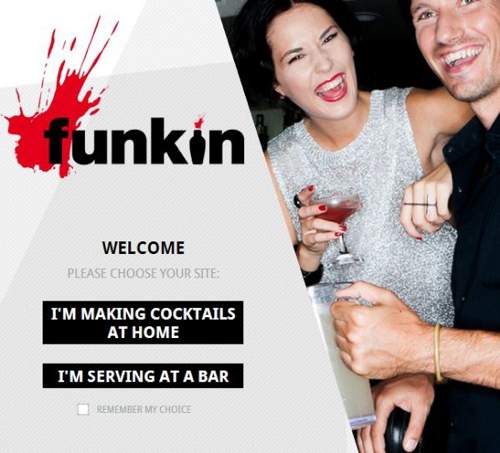 funkin
WELCOME
PLEASE CHOOSE YOUR SITE:
I'M MAKING COCKTAILS
AT HOME
I'M SERVING AT A BAR
REMEMBER MY CHOICE